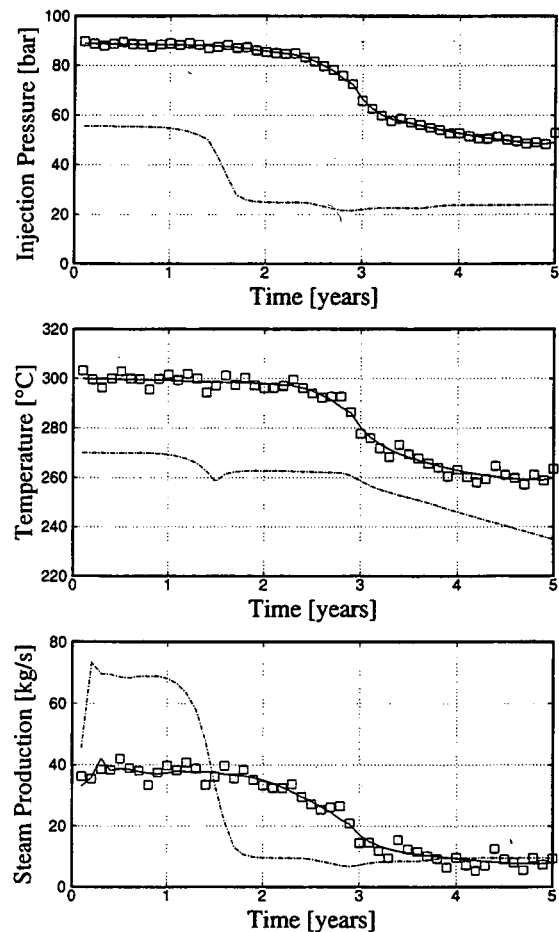 Injection Pressure [bar]
100
80
60
40
20
0
0 1 2 3 4 5
Time [years]
Temperature [°C]
320
300
280
260
240
220
0 1 2 3 4 5
Time [years]
Steam Production [kg/s]
80
60
40
20
0
0 1 2 3 4 5
Time [years]